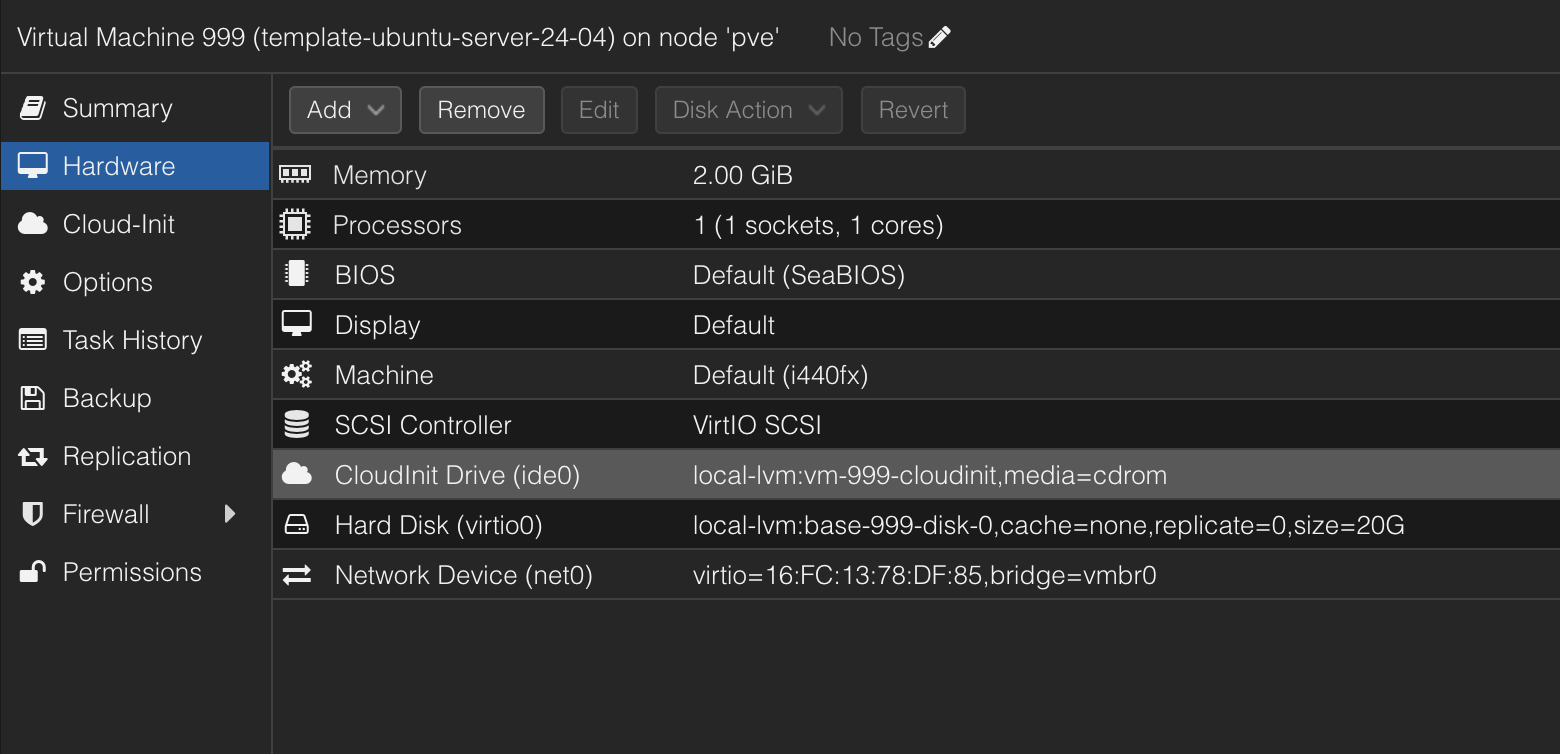 Virtual Machine 999 (template-ubuntu-server-24-04) on node 'pve' No Tags
Summary
Hardware
Cloud-Init
Options
Task History
Backup
Replication
Firewall
Permissions
Add Remove Edit Disk Action Revert
Memory 2.00 GiB
Processors 1 (1 sockets, 1 cores)
BIOS Default (SeaBIOS)
Display Default
Machine Default (i440fx)
SCSI Controller VirtIO SCSI
CloudInit Drive (ide0) local-lvm:vm-999-cloudinit,media=cdrom
Hard Disk (virtio0) local-lvm:base-999-disk-0,cache=none,replicate=0,size=20G
Network Device (net0) virtio=16:FC:13:78:DF:85,bridge=vmbr0